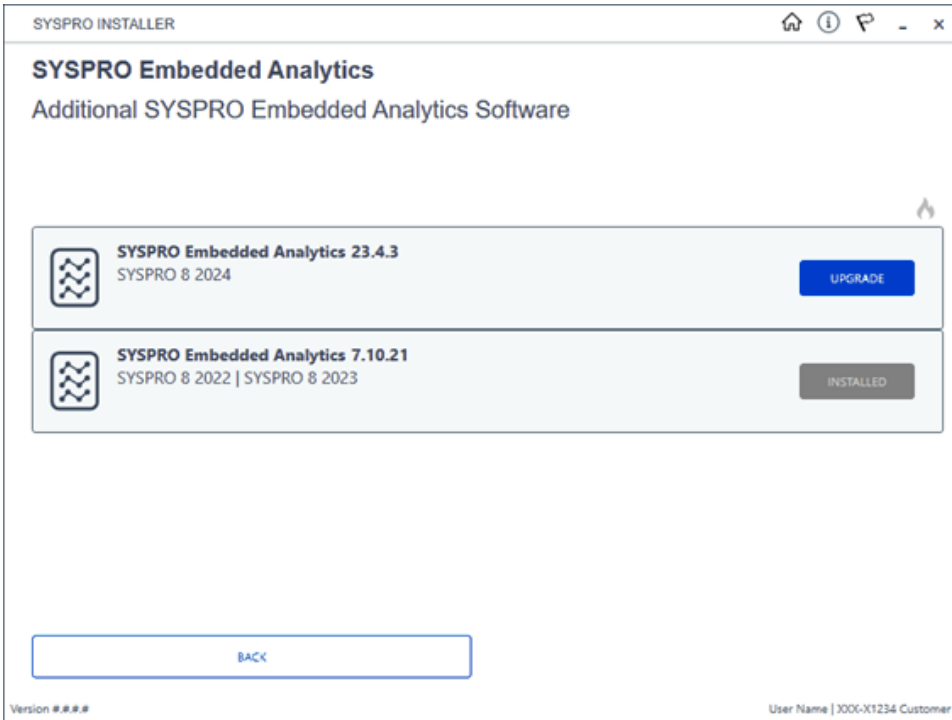 SYSPRO INSTALLER
SYSPRO Embedded Analytics
Additional SYSPRO Embedded Analytics Software
SYSPRO Embedded Analytics 23.4.3
SYSPRO 8 2024
UPGRADE
SYSPRO Embedded Analytics 7.10.21
SYSPRO 8 2022 | SYSPRO 8 2023
INSTALLED
BACK
Version #.#.#.#
User Name | XXX-X1234 Customer